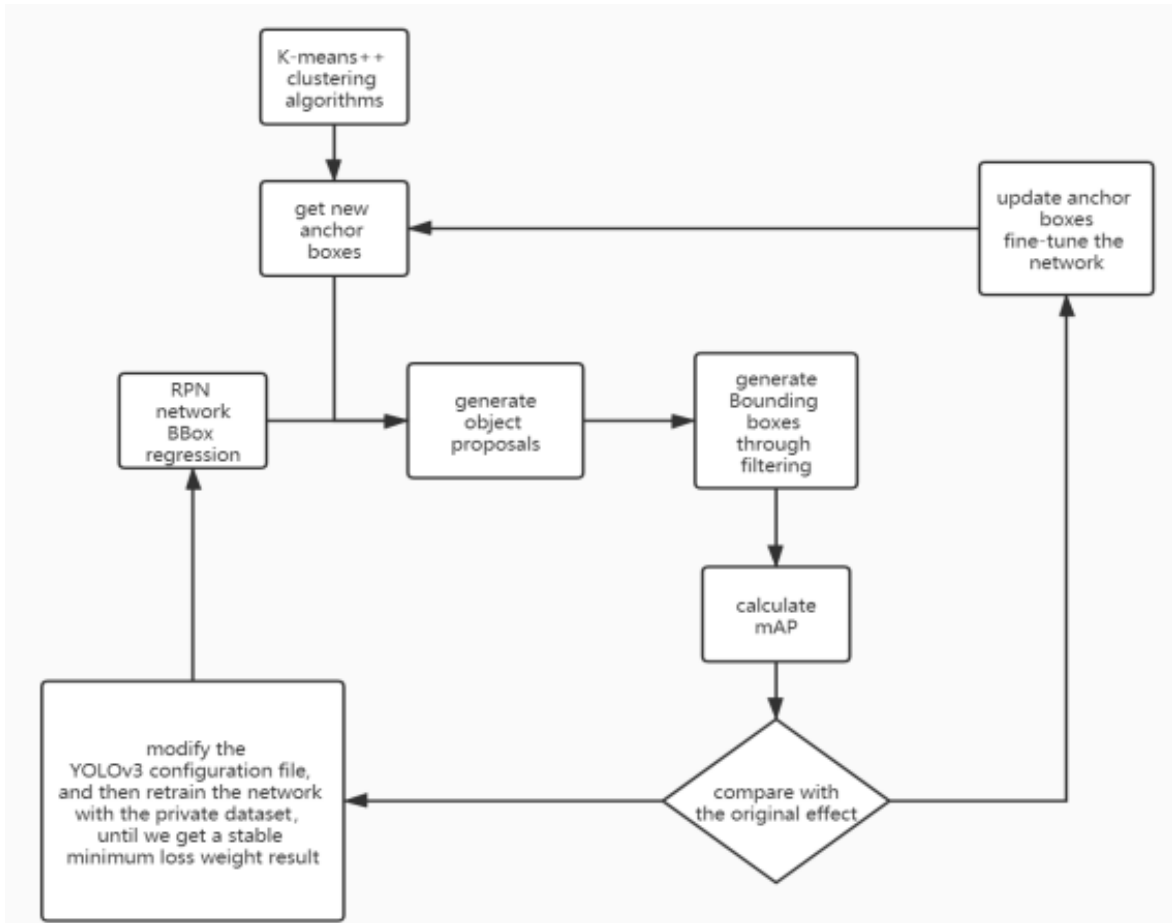 K-means++
clustering
algorithms
get new
anchor
boxes
update anchor
boxes
fine-tune the
network
RPN
network
BBox
regression
generate
object
proposals
generate
Bounding
boxes
through
filtering
calculate
mAP
modify the
YOLOv3 configuration file,
and then retrain the network
with the private dataset,
until we get a stable
minimum loss weight result
compare with
the original effect